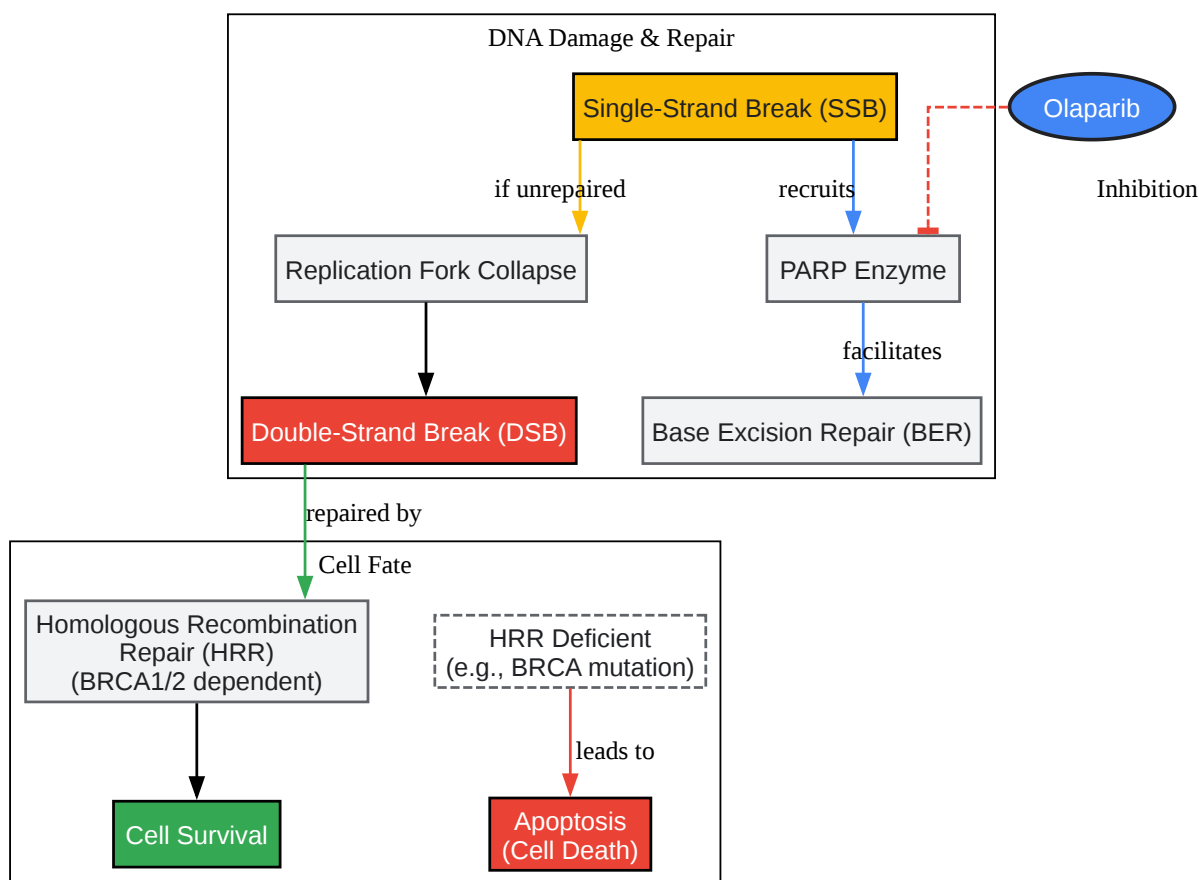 DNA Damage & Repair
Single-Strand Break (SSB)
Olaparib
if unrepaired
recruits
Inhibition
Replication Fork Collapse
PARP Enzyme
facilitates
Double-Strand Break (DSB)
Base Excision Repair (BER)
repaired by
Cell Fate
Homologous Recombination
Repair (HRR)
(BRCA1/2 dependent)
HRR Deficient
(e.g., BRCA mutation)
leads to
Cell Survival
Apoptosis
(Cell Death)